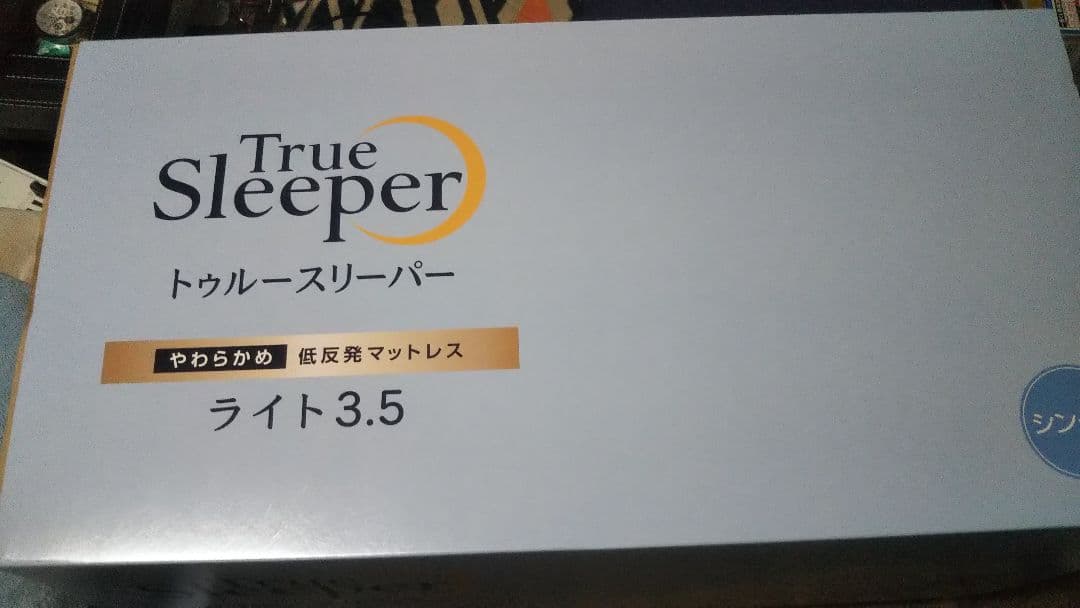 True
Sleeper
トゥルースリーパー
やわらかめ 低反発マットレス
ライト3.5
シン